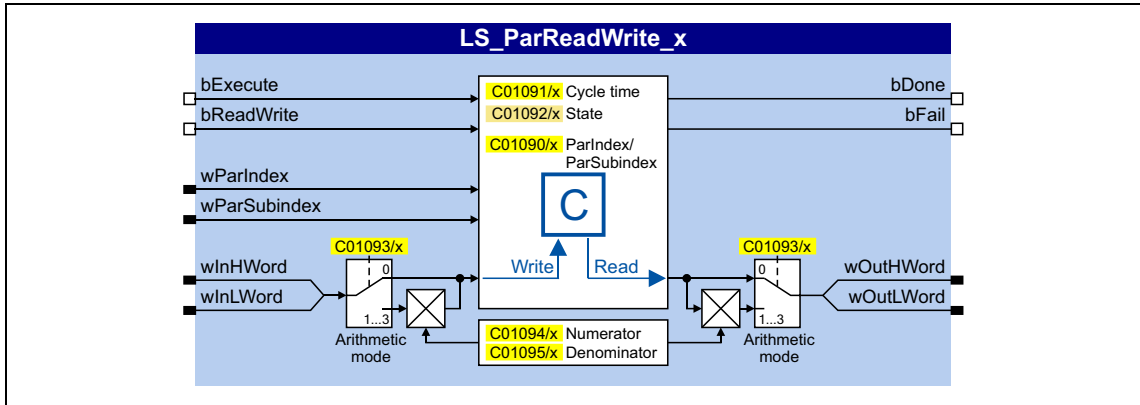 LS_ParReadWrite_x
bExecute
bReadWrite
wParIndex
wParSubindex
wInHWord
wInLWord
C01093/x
0
1...3
Arithmetic
mode
C01091/x Cycle time
C01092/x State
C01090/x ParIndex/
ParSubindex
C
Write
Read
C01094/x Numerator
C01095/x Denominator
C01093/x
0
1...3
Arithmetic
mode
bDone
bFail
wOutHWord
wOutLWord